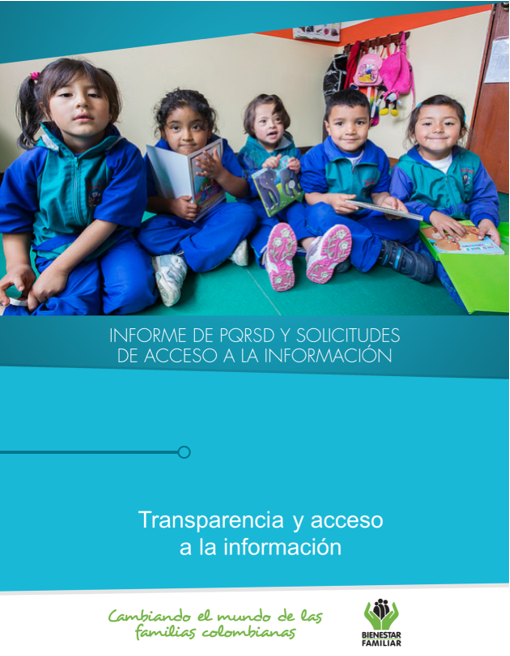 INFORME DE PQRSD Y SOLICITUDES
DE ACCESO A LA INFORMACIÓN
Transparencia y acceso
a la información
Cambiando el mundo de las
familias colombianas
BIENESTAR
FAMILIAR